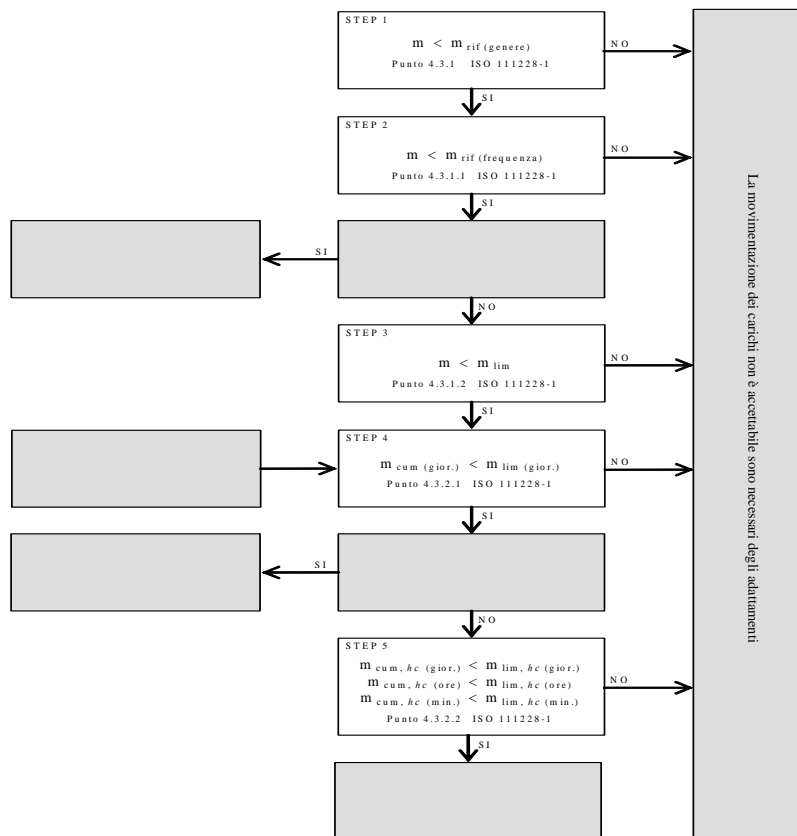 STEP 1
m < m rif (genere)
Punto 4.3.1 ISO 111228-1
NO
SI
STEP 2
m < m rif (frequenza)
Punto 4.3.1.1 ISO 111228-1
NO
SI
SI
NO
STEP 3
m < m lim
Punto 4.3.1.2 ISO 111228-1
NO
SI
STEP 4
m cum (gior.) < m lim (gior.)
Punto 4.3.2.1 ISO 111228-1
NO
SI
SI
NO
STEP 5
m cum, hc (gior.) < m lim, hc (gior.)
m cum, hc (ore) < m lim, hc (ore)
m cum, hc (min.) < m lim, hc (min.)
Punto 4.3.2.2 ISO 111228-1
NO
SI
La movimentazione dei carichi non è accettabile sono necessari degli adattamenti